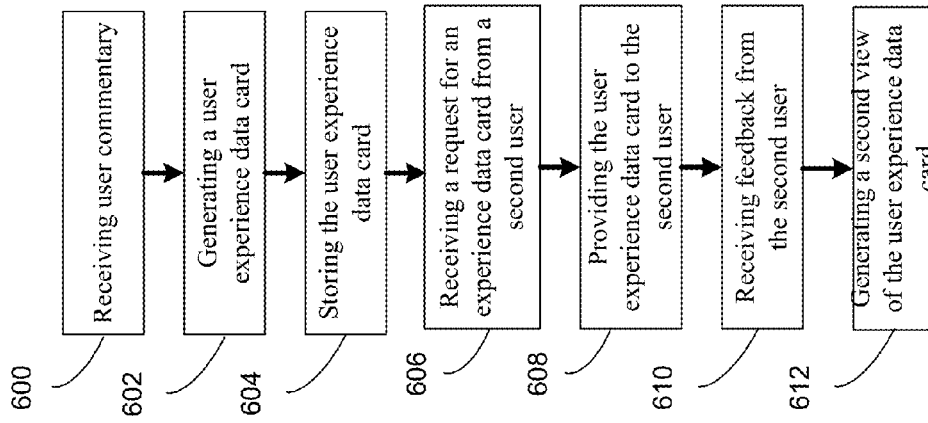 600
Receiving user commentary
602
Generating a user
experience data card
604
Storing the user experience
data card
606
Receiving a request for an
experience data card from a
second user
608
Providing the user
experience data card to the
second user
610
Receiving feedback from
the second user
612
Generating a second view
of the user experience data
card